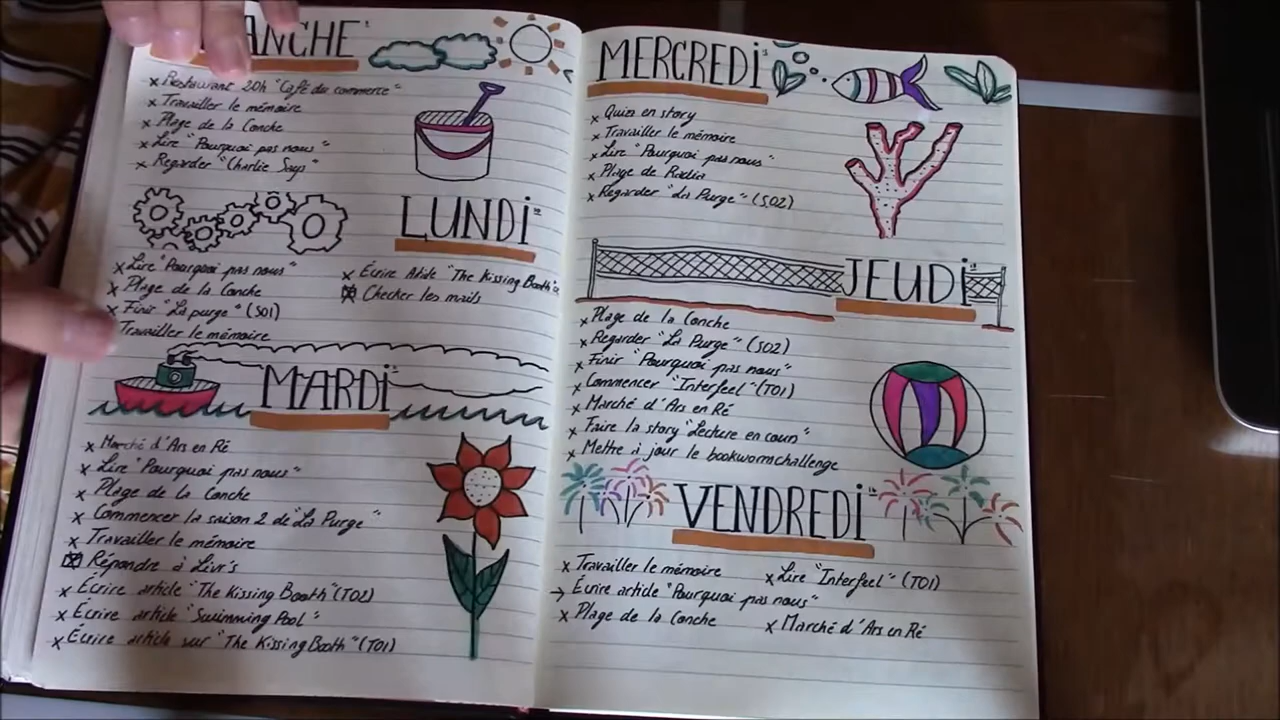 ANCHE
x Restaurant 20h "Café du commerce"
x Travailler le mémoire
x Plage de la Conche
x Lire "Pourquoi pas nous"
x Regarder "Charlie Says"
LUNDi
x Lire "Pourquoi pas nous"
x Plage de la Conche
x Finir "La purge" (S01)
Travailler le mémoire
x Écrire Article "The Kissing Booth"
Checker les mails
MARDi
x Marché d'Ars en Ré
x Lire "Pourquoi pas nous"
x Plage de la Conche
x Commencer la saison 2 de "La Purge"
x Travailler le mémoire
Répondre à Livr's
x Écrire article "The Kissing Booth" (T02)
x Écrire article "Swimming Pool"
x Écrire article sur "The Kissing Booth" (T01)
MERCREDi
x Quizz en story
x Travailler le mémoire
x Lire "Pourquoi pas nous"
x Plage de Radia
x Regarder "La Purge" (S02)
JEUDi
x Plage de la Conche
x Regarder "La Purge" (S02)
x Finir "Pourquoi pas nous"
x Commencer "Interfeel" (T01)
x Marché d'Ars en Ré
x Faire la story "Lecture en cours"
x Mettre à jour le bookwormchallenge
VENDREDi
x Travailler le mémoire
→ Écrire article "Pourquoi pas nous"
x Plage de la Conche
x Lire "Interfeel" (T01)
x Marché d'Ars en Ré